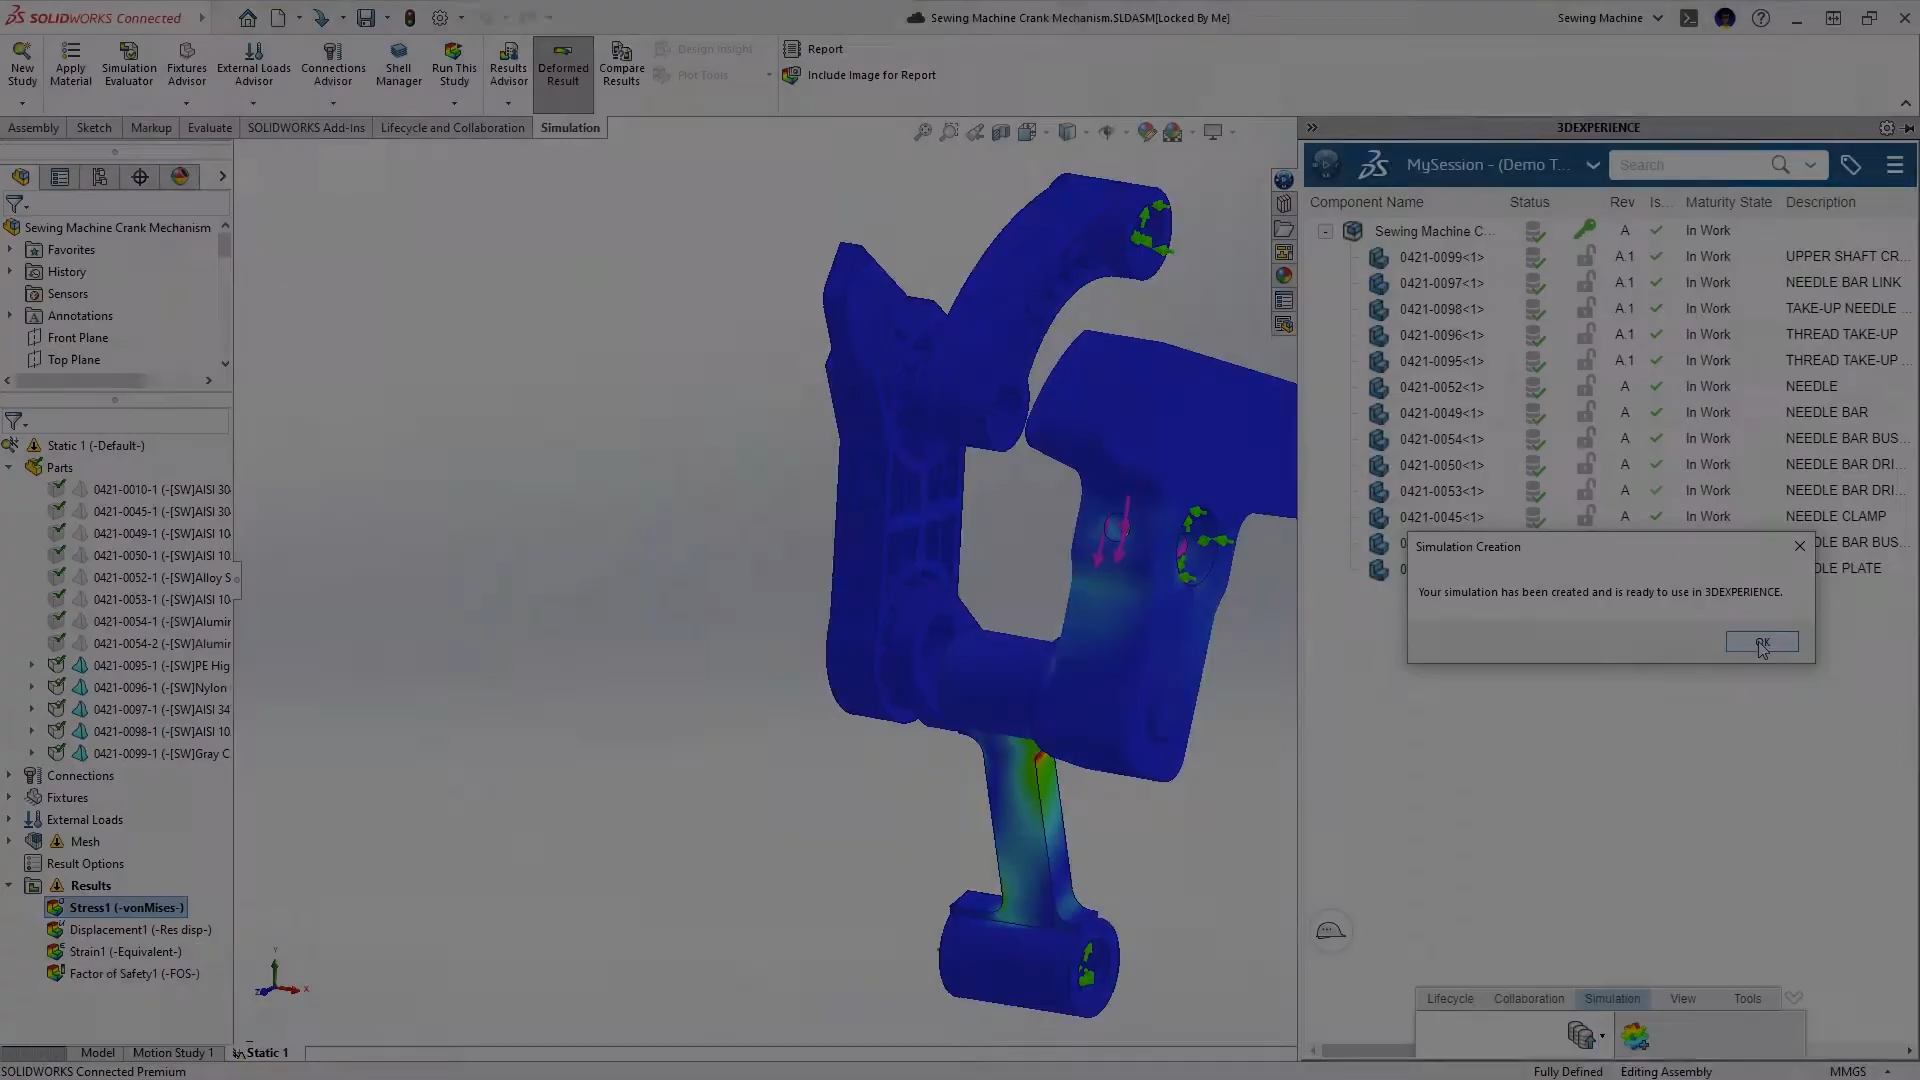 SOLIDWORKS Connected
Sewing Machine Crank Mechanism.SLDASM[Locked By Me]
Sewing Machine
New Study
Apply Material
Simulation Evaluator
Fixtures Advisor
External Loads Advisor
Connections Advisor
Shell Manager
Run This Study
Results Advisor
Deformed Result
Compare Results
Design Insight
Plot Tools
Report
Include Image for Report
Assembly
Sketch
Markup
Evaluate
SOLIDWORKS Add-Ins
Lifecycle and Collaboration
Simulation
3DEXPERIENCE
Sewing Machine Crank Mechanism
Favorites
History
Sensors
Annotations
Front Plane
Top Plane
Static 1 (-Default-)
Parts
0421-0010-1 (-[SW]AISI 30
0421-0045-1 (-[SW]AISI 30
0421-0049-1 (-[SW]AISI 10
0421-0050-1 (-[SW]AISI 10
0421-0052-1 (-[SW]Alloy S
0421-0053-1 (-[SW]AISI 10
0421-0054-1 (-[SW]Alumir
0421-0054-2 (-[SW]Alumir
0421-0095-1 (-[SW]PE Hig
0421-0096-1 (-[SW]Nylon
0421-0097-1 (-[SW]AISI 34
0421-0098-1 (-[SW]AISI 10
0421-0099-1 (-[SW]Gray C
Connections
Fixtures
External Loads
Mesh
Result Options
Results
Stress1 (-vonMises-)
Displacement1 (-Res disp-)
Strain1 (-Equivalent-)
Factor of Safety1 (-FOS-)
Y
Z
X
MySession - (Demo T...
Search
Component Name Status Rev Is... Maturity State Description
Sewing Machine C... A In Work
0421-0099<1> A.1 In Work UPPER SHAFT CR...
0421-0097<1> A.1 In Work NEEDLE BAR LINK
0421-0098<1> A.1 In Work TAKE-UP NEEDLE ...
0421-0096<1> A.1 In Work THREAD TAKE-UP
0421-0095<1> A.1 In Work THREAD TAKE-UP ...
0421-0052<1> A In Work NEEDLE
0421-0049<1> A In Work NEEDLE BAR
0421-0054<1> A In Work NEEDLE BAR BUS...
0421-0050<1> A In Work NEEDLE BAR DRI...
0421-0053<1> A In Work NEEDLE BAR DRI...
0421-0045<1> A In Work NEEDLE CLAMP
DLE BAR BUS...
DLE PLATE
Simulation Creation
Your simulation has been created and is ready to use in 3DEXPERIENCE.
OK
Lifecycle
Collaboration
Simulation
View
Tools
Model
Motion Study 1
Static 1
SOLIDWORKS Connected Premium
Fully Defined
Editing Assembly
MMGS